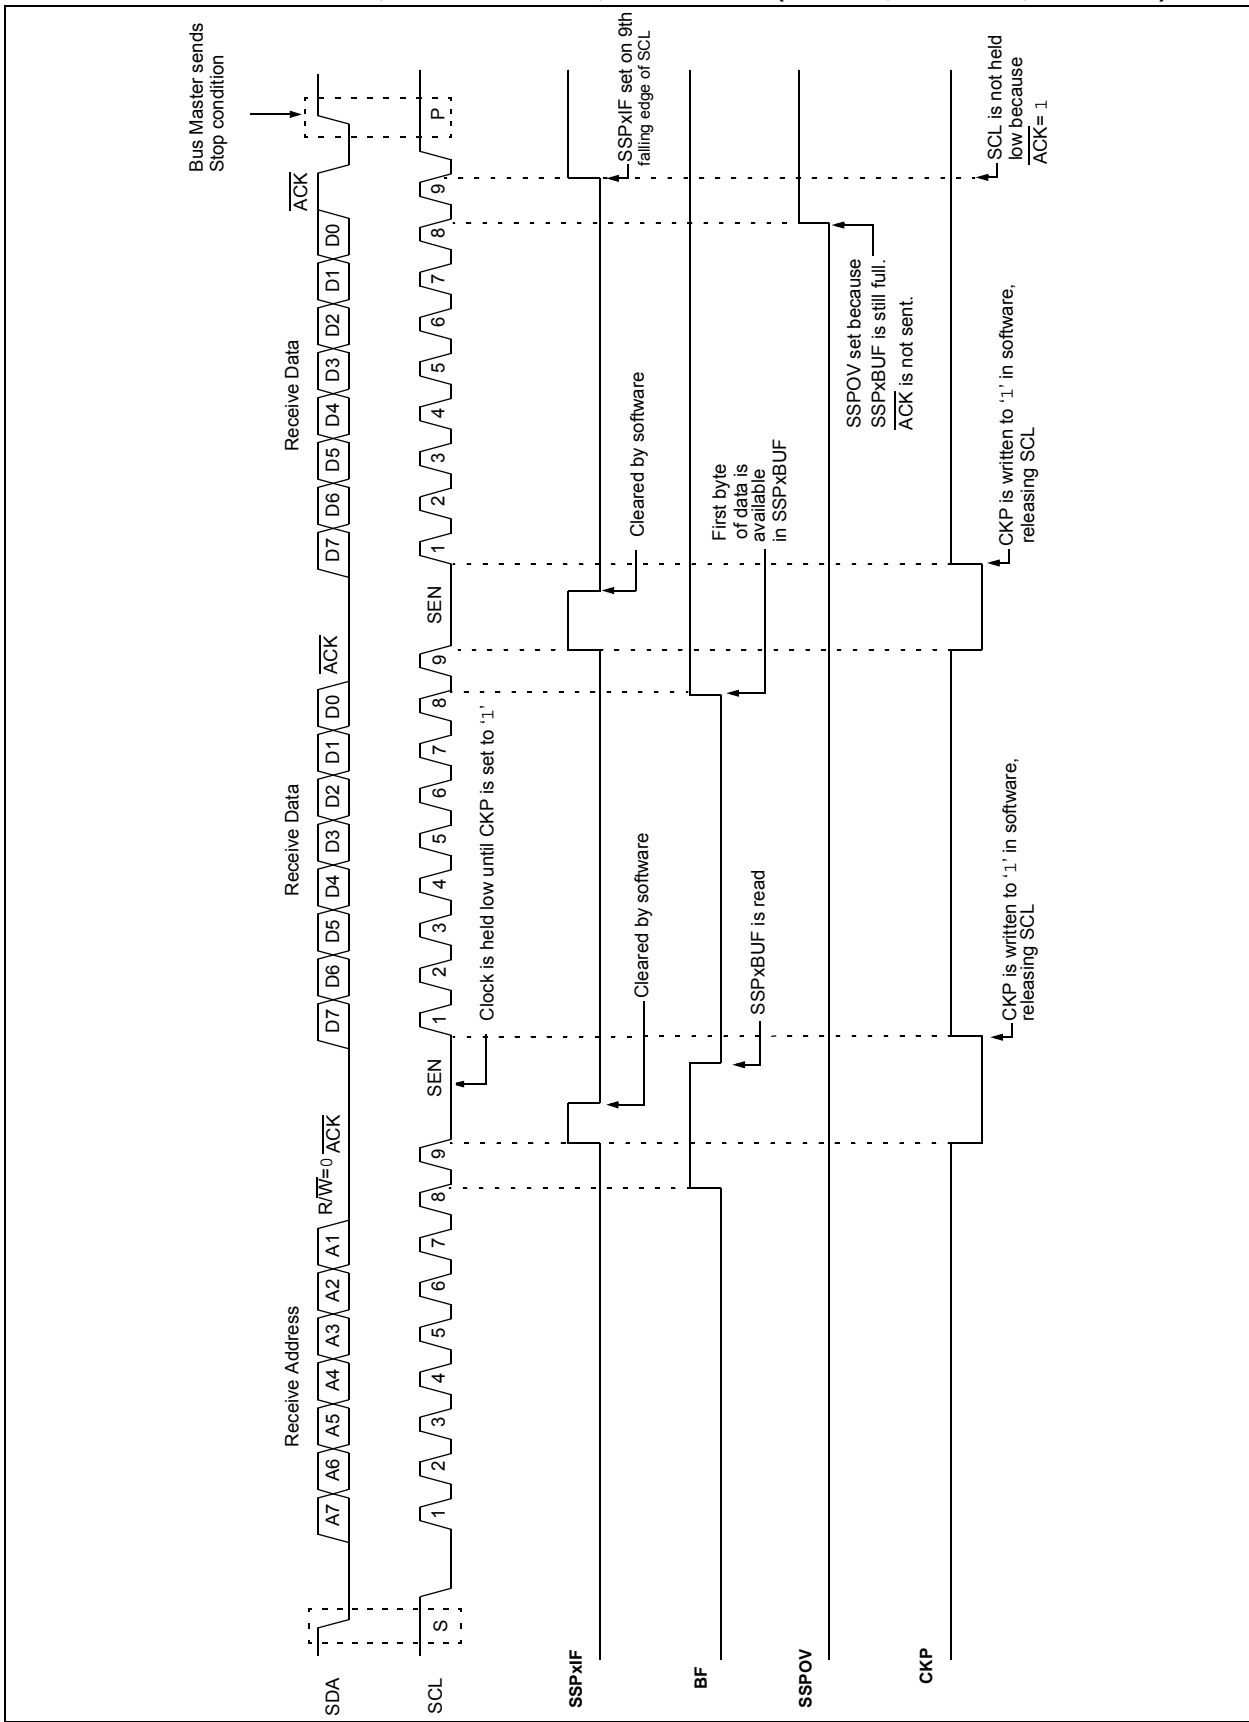 Bus Master sends
Stop condition
Receive Address
Receive Data
Receive Data
SDA
A7 A6 A5 A4 A3 A2 A1 R/W̅=0 A̅C̅K̅
D7 D6 D5 D4 D3 D2 D1 D0 A̅C̅K̅
D7 D6 D5 D4 D3 D2 D1 D0 A̅C̅K̅
SCL
S 1 2 3 4 5 6 7 8 9 SEN
1 2 3 4 5 6 7 8 9 SEN
1 2 3 4 5 6 7 8 9 P
Clock is held low until CKP is set to ‘1’
SSPxIF
Cleared by software
Cleared by software
SSPxIF set on 9th
falling edge of SCL
BF
SSPxBUF is read
First byte
of data is
available
in SSPxBUF
SSPOV
SSPOV set because
SSPxBUF is still full.
A̅C̅K̅ is not sent.
CKP
CKP is written to ‘1’ in software,
releasing SCL
CKP is written to ‘1’ in software,
releasing SCL
SCL is not held
low because
A̅C̅K̅= 1